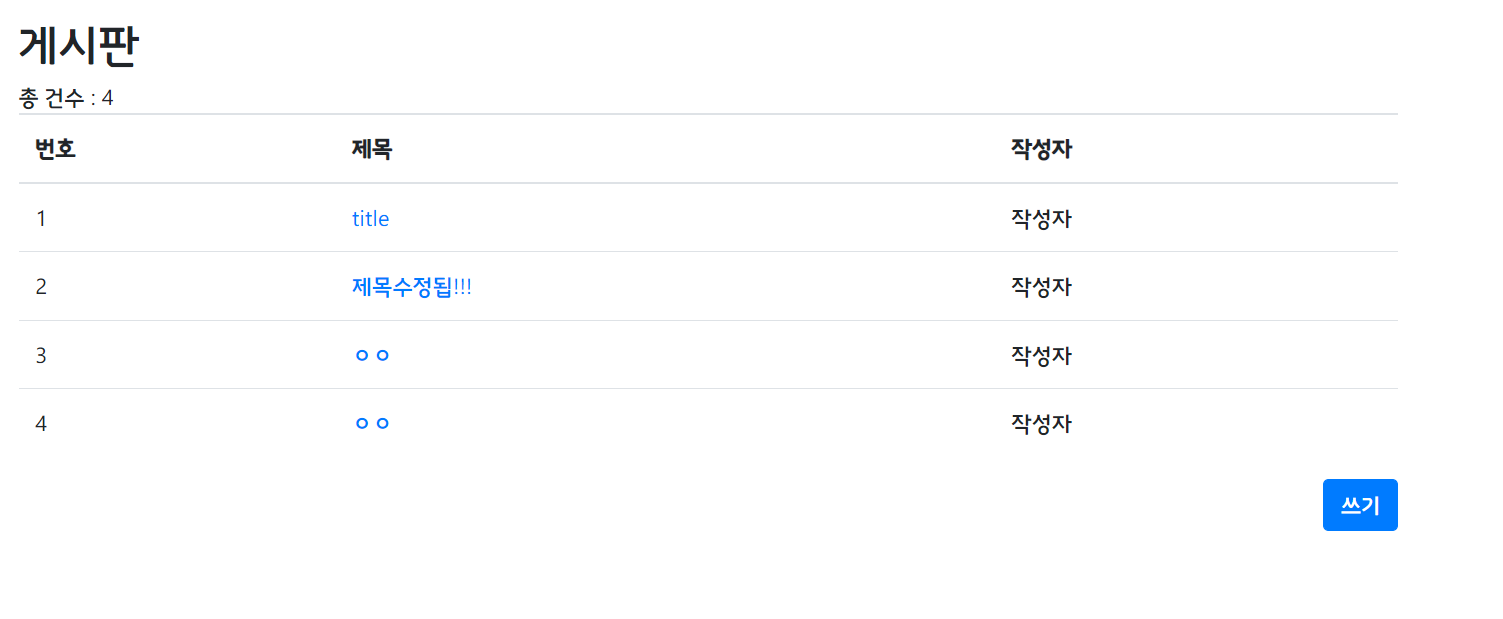 게시판
총 건수 : 4
번호 제목 작성자
1 title 작성자
2 제목수정됩!!! 작성자
3 ㅇㅇ 작성자
4 ㅇㅇ 작성자
쓰기